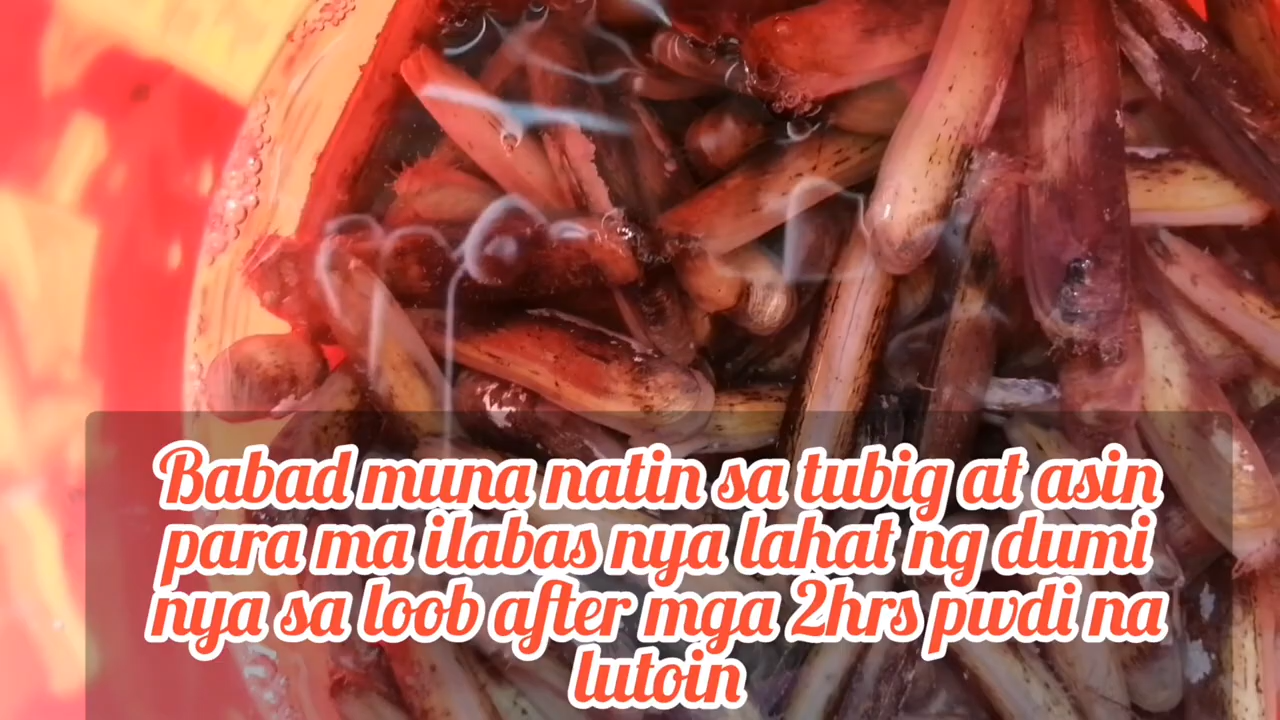 Babad muna natin sa tubig at asin
para ma ilabas nya lahat ng dumi
nya sa loob after mga 2hrs pwdi na
lutoin